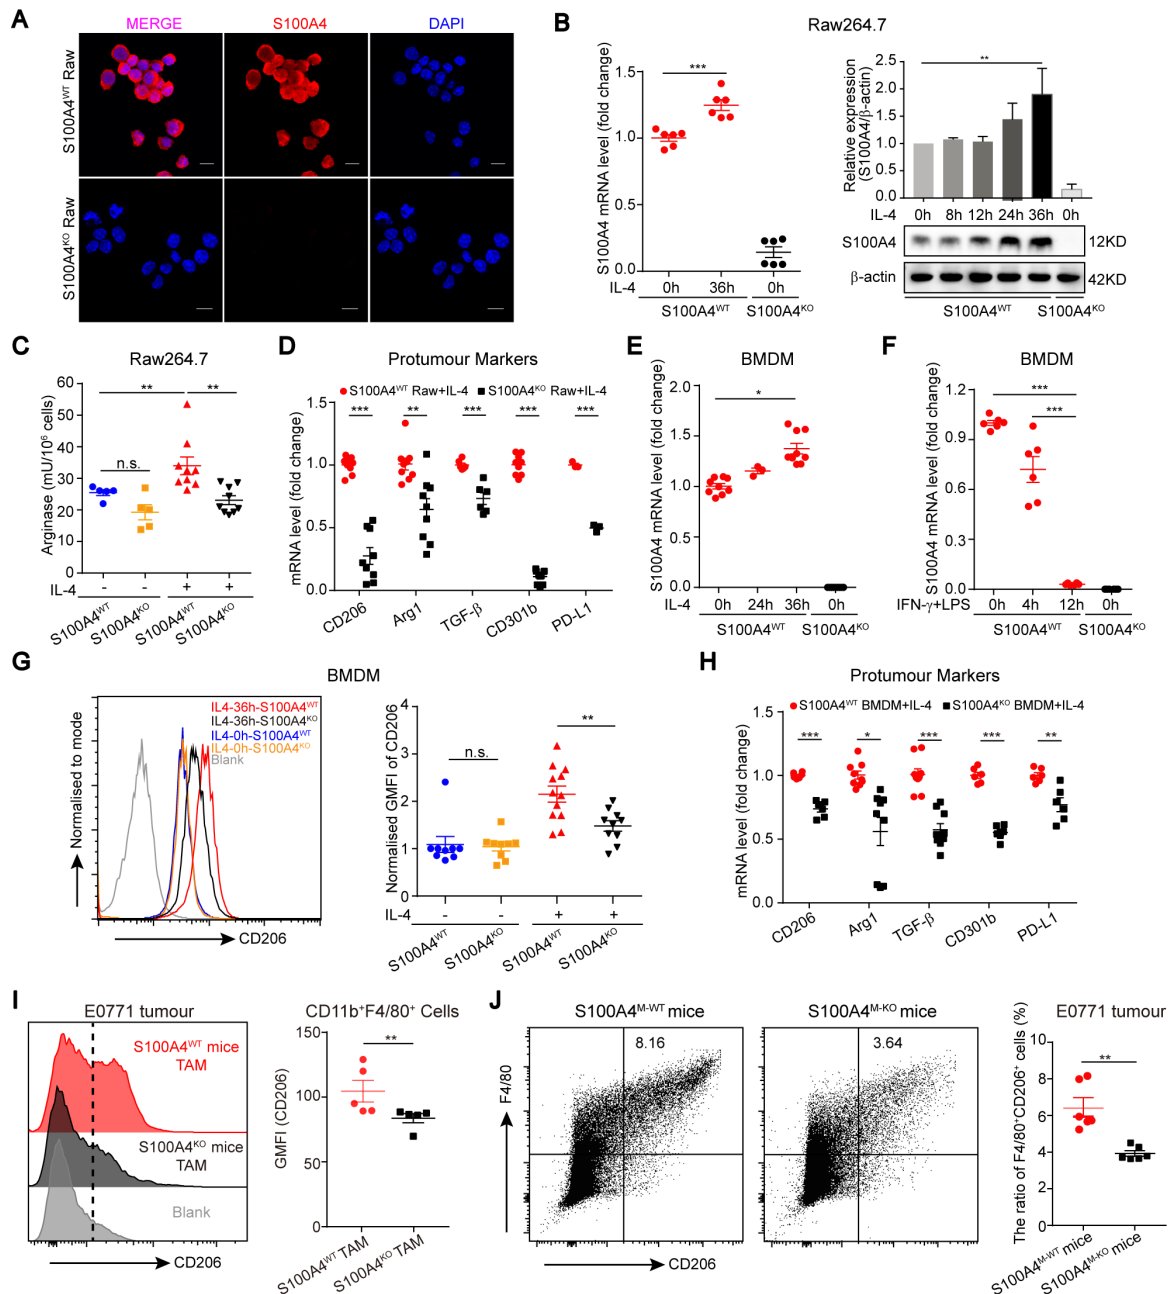 A
MERGE S100A4 DAPI
S100A4WT Raw
S100A4KO Raw
B
Raw264.7
S100A4 mRNA level (fold change)
1.5
1.0
0.5
0.0
***
IL-4 0h 36h 0h
S100A4WT S100A4KO
Relative expression
(S100A4/β-actin)
2.5
2.0
1.5
1.0
0.5
0.0
**
0h 8h 12h 24h 36h 0h
IL-4
S100A4 12KD
β-actin 42KD
S100A4WT S100A4KO
C
Raw264.7
Arginase (mU/10⁶ cells)
60
50
40
30
20
10
0
** **
n.s.
IL-4 - - + +
S100A4WT S100A4KO S100A4WT S100A4KO
D
Protumour Markers
S100A4WT Raw+IL-4 S100A4KO Raw+IL-4
mRNA level (fold change)
1.5
1.0
0.5
0.0
*** ** *** *** ***
CD206 Arg1 TGF-β CD301b PD-L1
E
BMDM
S100A4 mRNA level (fold change)
2.0
1.5
1.0
0.5
0.0
*
IL-4 0h 24h 36h 0h
S100A4WT S100A4KO
F
BMDM
S100A4 mRNA level (fold change)
1.2
0.9
0.6
0.3
0.0
***
***
IFN-γ+LPS 0h 4h 12h 0h
S100A4WT S100A4KO
G
BMDM
Normalised to mode
IL4-36h-S100A4WT
IL4-36h-S100A4KO
IL4-0h-S100A4WT
IL4-0h-S100A4KO
Blank
CD206
Normalised GMFI of CD206
4
3
2
1
0
n.s. **
IL-4 - - + +
S100A4WT S100A4KO S100A4WT S100A4KO
H
Protumour Markers
S100A4WT BMDM+IL-4 S100A4KO BMDM+IL-4
mRNA level (fold change)
1.5
1.0
0.5
0.0
*** * *** *** **
CD206 Arg1 TGF-β CD301b PD-L1
I
E0771 tumour
S100A4WT mice
TAM
S100A4KO mice
TAM
Blank
CD206
CD11b+F4/80+ Cells
GMFI (CD206)
150
100
50
0
**
S100A4WT TAM S100A4KO TAM
J
S100A4M-WT mice S100A4M-KO mice
8.16 3.64
F4/80
CD206
E0771 tumour
The ratio of F4/80+CD206+ cells (%)
10
8
6
4
2
0
**
S100A4M-WT mice
S100A4M-KO mice